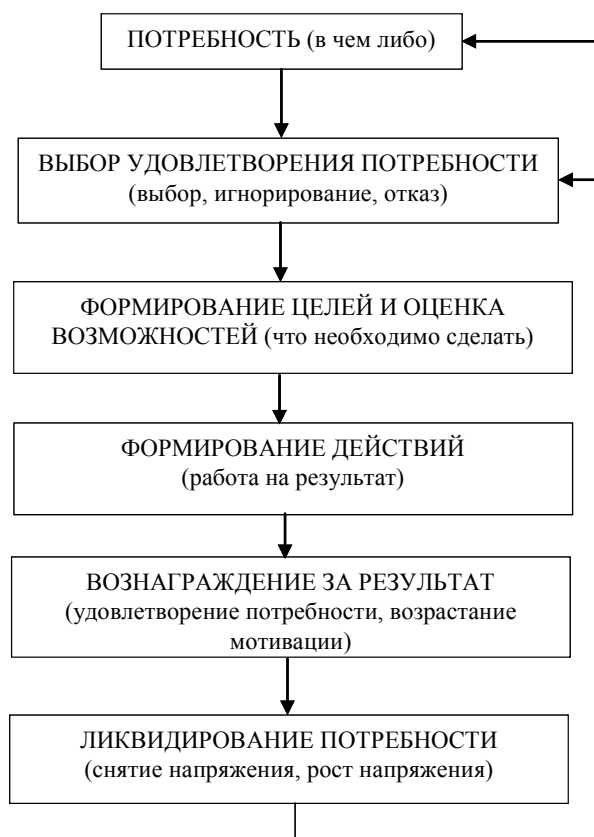 ПОТРЕБНОСТЬ (в чем либо)
ВЫБОР УДОВЛЕТВОРЕНИЯ ПОТРЕБНОСТИ
(выбор, игнорирование, отказ)
ФОРМИРОВАНИЕ ЦЕЛЕЙ И ОЦЕНКА
ВОЗМОЖНОСТЕЙ (что необходимо сделать)
ФОРМИРОВАНИЕ ДЕЙСТВИЙ
(работа на результат)
ВОЗНАГРАЖДЕНИЕ ЗА РЕЗУЛЬТАТ
(удовлетворение потребности, возрастание
мотивации)
ЛИКВИДИРОВАНИЕ ПОТРЕБНОСТИ
(снятие напряжения, рост напряжения)